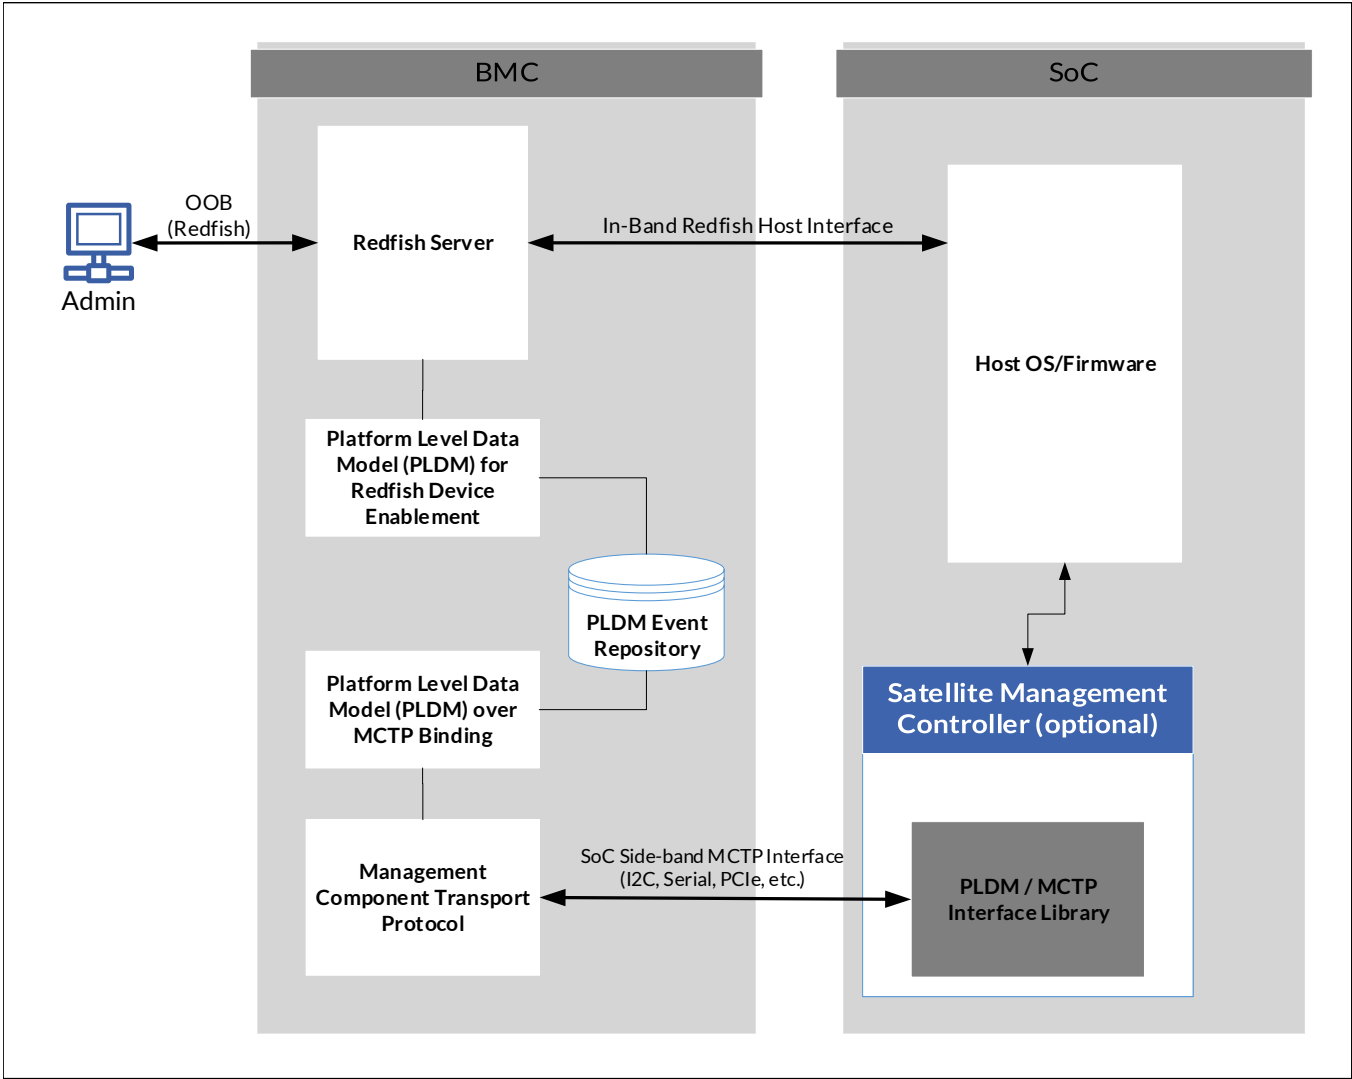 BMC
SoC
OOB
(Redfish)
Admin
Redfish Server
In-Band Redfish Host Interface
Host OS/Firmware
Platform Level Data
Model (PLDM) for
Redfish Device
Enablement
PLDM Event
Repository
Platform Level Data
Model (PLDM) over
MCTP Binding
Satellite Management
Controller (optional)
Management
Component Transport
Protocol
SoC Side-band MCTP Interface
(I2C, Serial, PCIe, etc.)
PLDM / MCTP
Interface Library